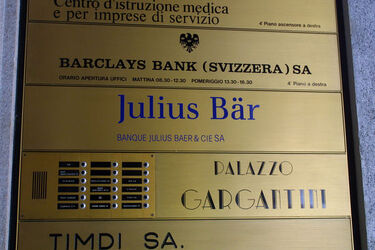 Centro d'istruzione medica
e per imprese di servizio
4° Piano ascensore a destra
BARCLAYS BANK (SVIZZERA) SA
ORARIO APERTURA UFFICI MATTINA 08.30-12.30 POMERIGGIO 13.30-16.30
4° Piano a destra
Julius Bär
BANQUE JULIUS BAER & CIE SA
PALAZZO
GARGANTINI
TIMDI SA.